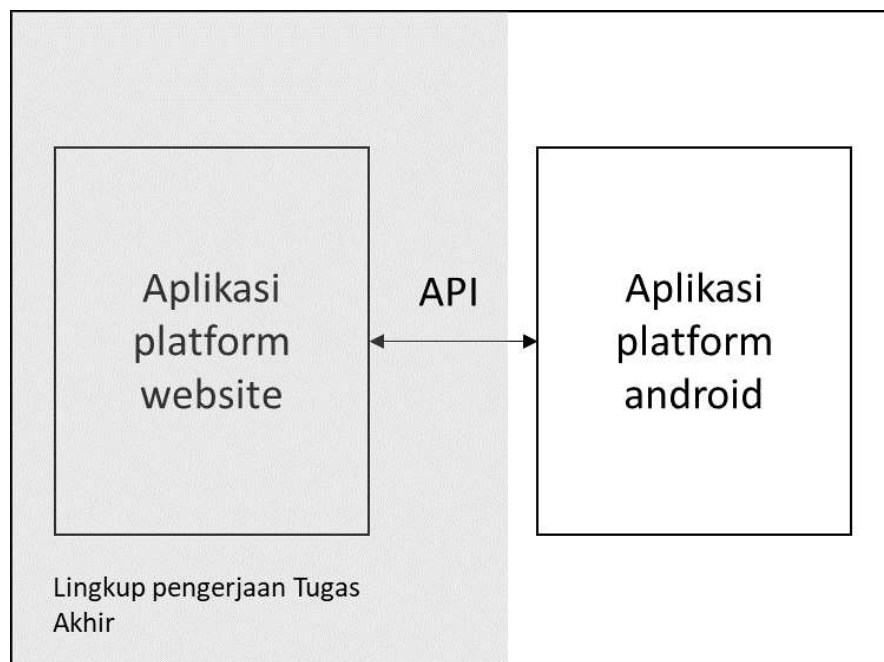 Aplikasi
platform
website
API
Aplikasi
platform
android
Lingkup pengerjaan Tugas
Akhir